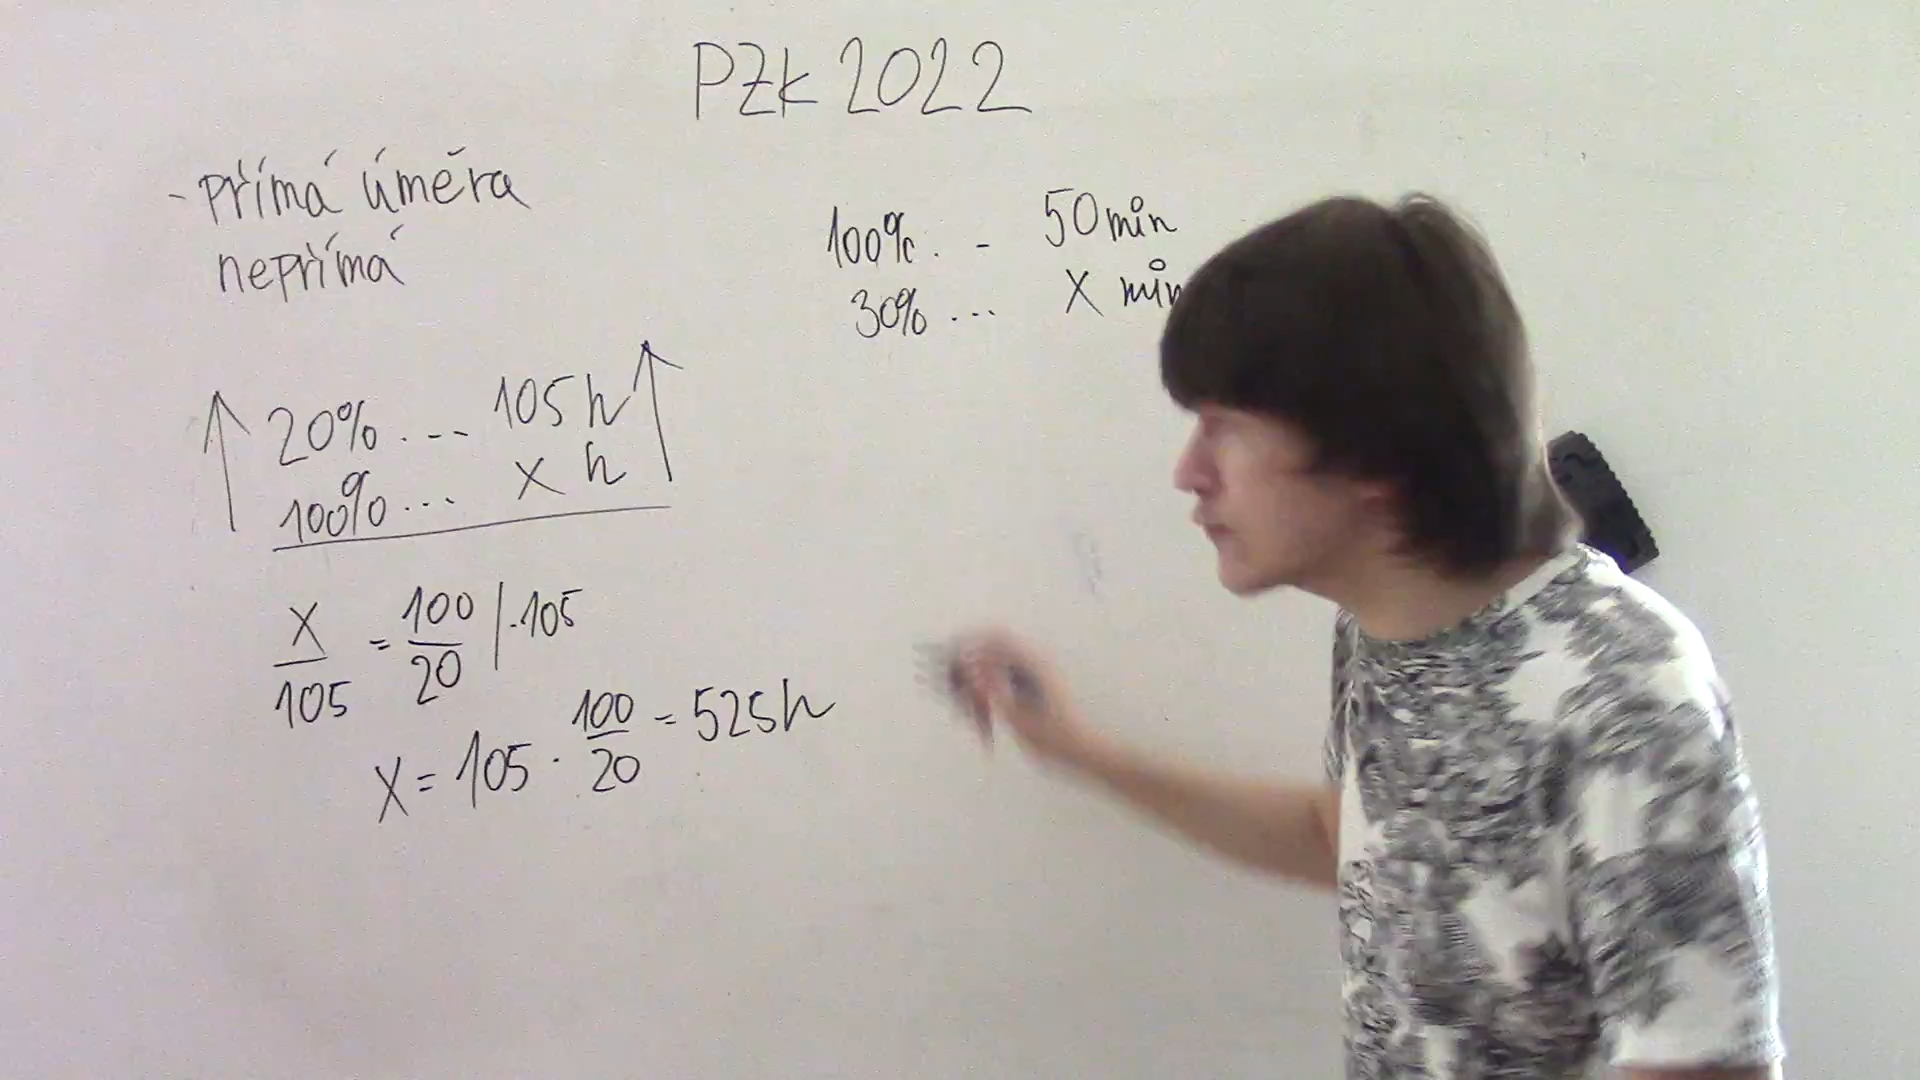 PZk 2022
- přímá úměra
nepřímá
20% ... 105 h
100% ... x h
x/105 = 100/20 | · 105
x = 105 · 100/20 = 525 h
100% .. - 50 min
30% ... x min